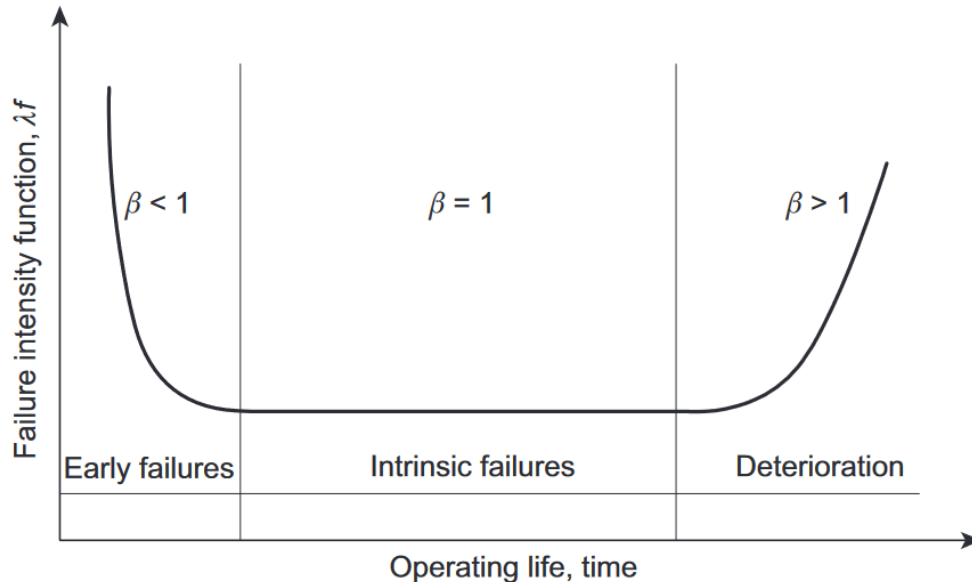 Failure intensity function, λf
β < 1
β = 1
β > 1
Early failures
Intrinsic failures
Deterioration
Operating life, time